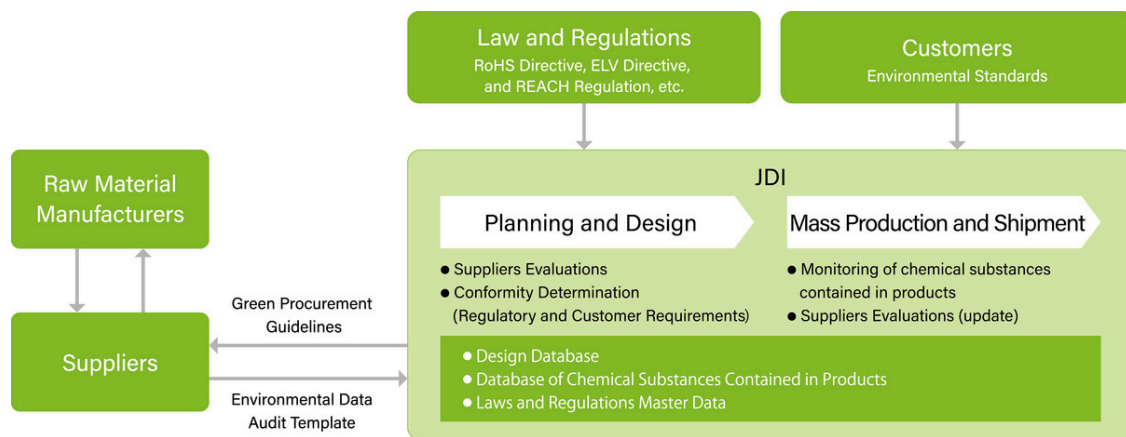 Law and Regulations
RoHS Directive, ELV Directive,
and REACH Regulation, etc.
Customers
Environmental Standards
Raw Material
Manufacturers
Suppliers
Green Procurement
Guidelines
Environmental Data
Audit Template
JDI
Planning and Design
● Suppliers Evaluations
● Conformity Determination
(Regulatory and Customer Requirements)
Mass Production and Shipment
● Monitoring of chemical substances
contained in products
● Suppliers Evaluations (update)
● Design Database
● Database of Chemical Substances Contained in Products
● Laws and Regulations Master Data